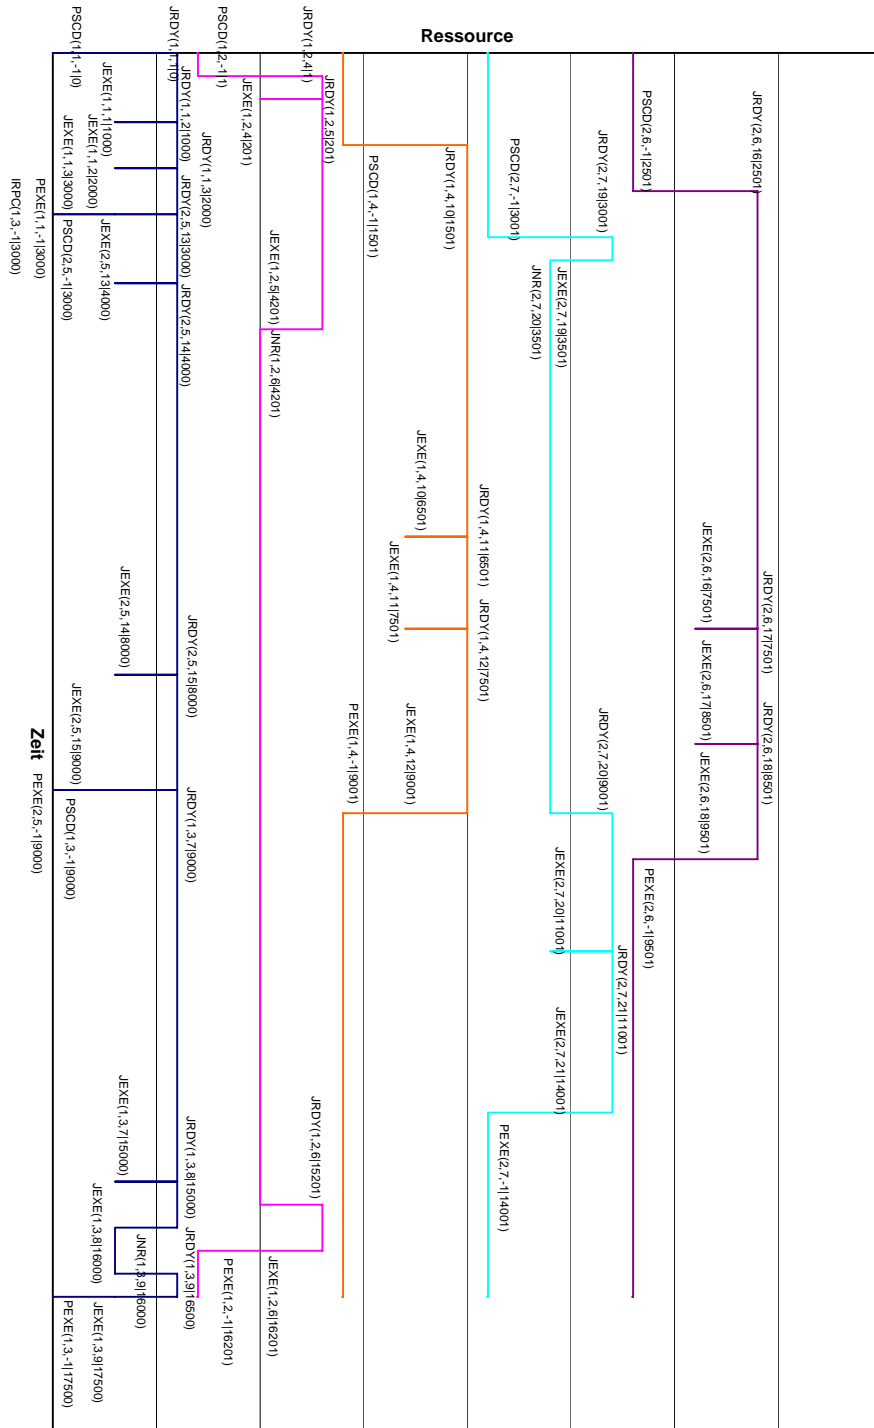 Ressource
PSCD(1,1,-1|0)
JRDY(1,1,1|0)
PSCD(1,2,-1|1)
JRDY(1,2,4|1)
JEXE(1,1,1|1000)
JRDY(1,1,2|1000)
JEXE(1,2,4|201)
JRDY(1,2,5|201)
JEXE(1,1,3|3000)
JEXE(1,1,2|2000)
JRDY(1,1,3|2000)
PEXE(1,1,-1|3000)
IRPC(1,3,-1|3000)
PSCD(2,5,-1|3000)
JRDY(2,5,13|3000)
JEXE(2,5,13|4000)
JRDY(2,5,14|4000)
JEXE(1,2,5|4201)
JNR(1,2,6|4201)
PSCD(1,4,-1|1501)
JRDY(1,4,10|1501)
PSCD(2,7,-1|3001)
JRDY(2,7,19|3001)
JNR(2,7,20|3501)
JEXE(2,7,19|3501)
PSCD(2,6,-1|2501)
JRDY(2,6,16|2501)
JEXE(1,4,10|6501)
JRDY(1,4,11|6501)
JEXE(1,4,11|7501)
JRDY(1,4,12|7501)
JEXE(2,6,16|7501)
JRDY(2,6,17|7501)
JEXE(2,6,17|8501)
JRDY(2,6,18|8501)
JEXE(2,5,14|8000)
JRDY(2,5,15|8000)
JEXE(2,5,15|9000)
Zeit
PEXE(2,5,-1|9000)
PSCD(1,3,-1|9000)
JRDY(1,3,7|9000)
PEXE(1,4,-1|9001)
JEXE(1,4,12|9001)
JRDY(2,7,20|9001)
JEXE(2,6,18|9501)
PEXE(2,6,-1|9501)
JEXE(2,7,20|11001)
JRDY(2,7,21|11001)
JEXE(2,7,21|14001)
PEXE(2,7,-1|14001)
JEXE(1,3,7|15000)
JRDY(1,3,8|15000)
JRDY(1,2,6|15201)
JEXE(1,3,8|16000)
JNR(1,3,9|16000)
JRDY(1,3,9|16500)
PEXE(1,2,-1|16201)
JEXE(1,2,6|16201)
PEXE(1,3,-1|17500)
JEXE(1,3,9|17500)